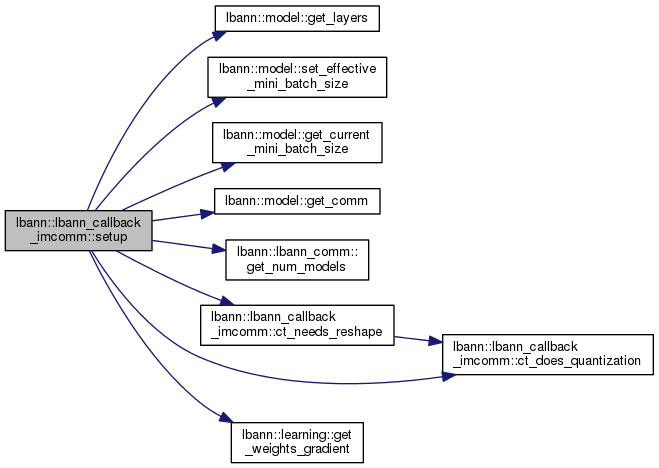 lbann::model::get_layers
lbann::model::set_effective
_mini_batch_size
lbann::model::get_current
_mini_batch_size
lbann::model::get_comm
lbann::lbann_callback
_imcomm::setup
lbann::lbann_comm::
get_num_models
lbann::lbann_callback
_imcomm::ct_needs_reshape
lbann::lbann_callback
_imcomm::ct_does_quantization
lbann::learning::get
_weights_gradient